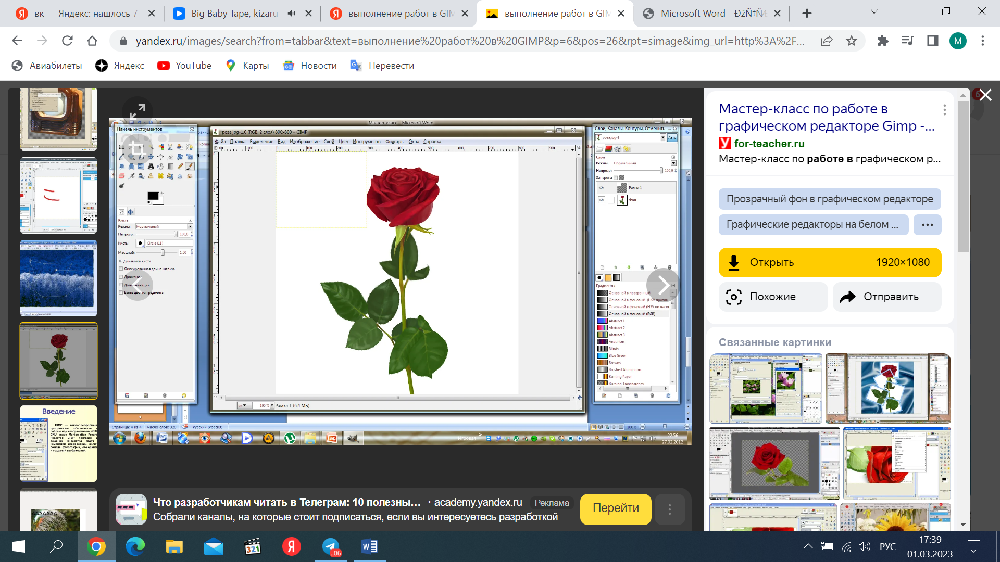 вк — Яндекс: нашлось 7
Big Baby Tape, kizaru
выполнение работ в GIM
выполнение работ в GIM
Microsoft Word - ÐžÑ‡Ñ
yandex.ru/images/search?from=tabbar&text=выполнение%20работ%20в%20GIMP&p=6&pos=26&rpt=simage&img_url=http%3A%2F...
M
Авиабилеты
Яндекс
YouTube
Карты
Новости
Перевести
Введение
Мастер-класс - Microsoft Word
Панель инструментов
Кисть
Режим: Нормальный
Непрозр.: 100,0
Кисть: Circle (11)
Масштаб: 1,00
Динамика кисти
Фиксированная длина штриха
Дрожание
Взять цвет из градиента
*роза.jpg-1.0 (RGB, 2 слоя) 800x800 – GIMP
Файл Правка Выделение Вид Изображение Слой Цвет Инструменты Фильтры Окна Справка
px 100 % Рамка 1 (6,4 МБ)
Слои, Каналы, Контуры, Отменить -...
роза.jpg-1 Авто
Слои
Режим: Нормальный
Непрозр.: 100,0
Запереть:
Рамка 1
Фон
Градиенты
Основной в прозрачный
Основной в фоновый (HSV против
Основной в фоновый (HSV по часов
Основной в фоновый (RGB)
Abstract 1
Abstract 2
Abstract 3
Aneurism
Blinds
Blue Green
Browns
Brushed Aluminium
Burning Paper
Burning Transparency
Страница: 4 из 4 Число слов: 320 Русский (Россия) 100%
22:56
27.02.2012
Что разработчикам читать в Телеграм: 10 полезны... · academy.yandex.ru Реклама
Собрали каналы, на которые стоит подписаться, если вы интересуетесь разработкой
Перейти
Мастер-класс по работе в
графическом редакторе Gimp -...
for-teacher.ru
Мастер-класс по работе в графическом р...
Прозрачный фон в графическом редакторе
Графические редакторы на белом ...
Открыть 1920×1080
Похожие
Отправить
Связанные картинки
РУС
17:39
01.03.2023